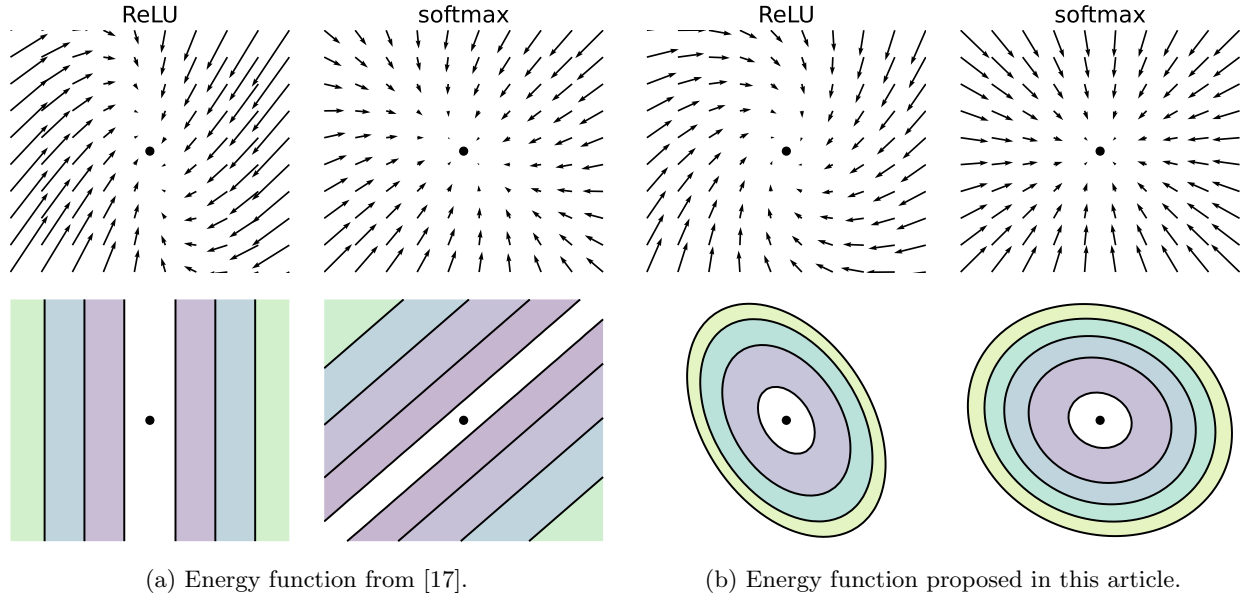 ReLU
softmax
ReLU
softmax
(a) Energy function from [17].
(b) Energy function proposed in this article.